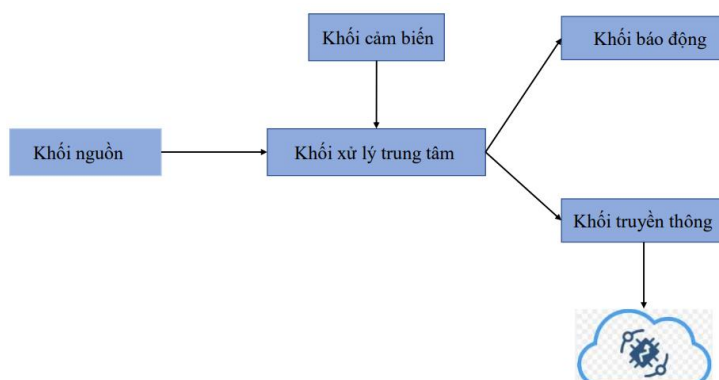 Khối cảm biến
Khối báo động
Khối nguồn
Khối xử lý trung tâm
Khối truyền thông